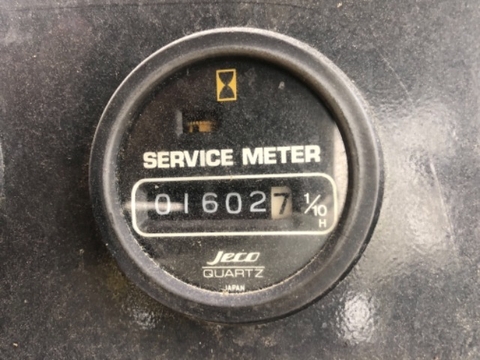 SERVICE METER
016027 1/10
H
Jeco
QUARTZ
JAPAN